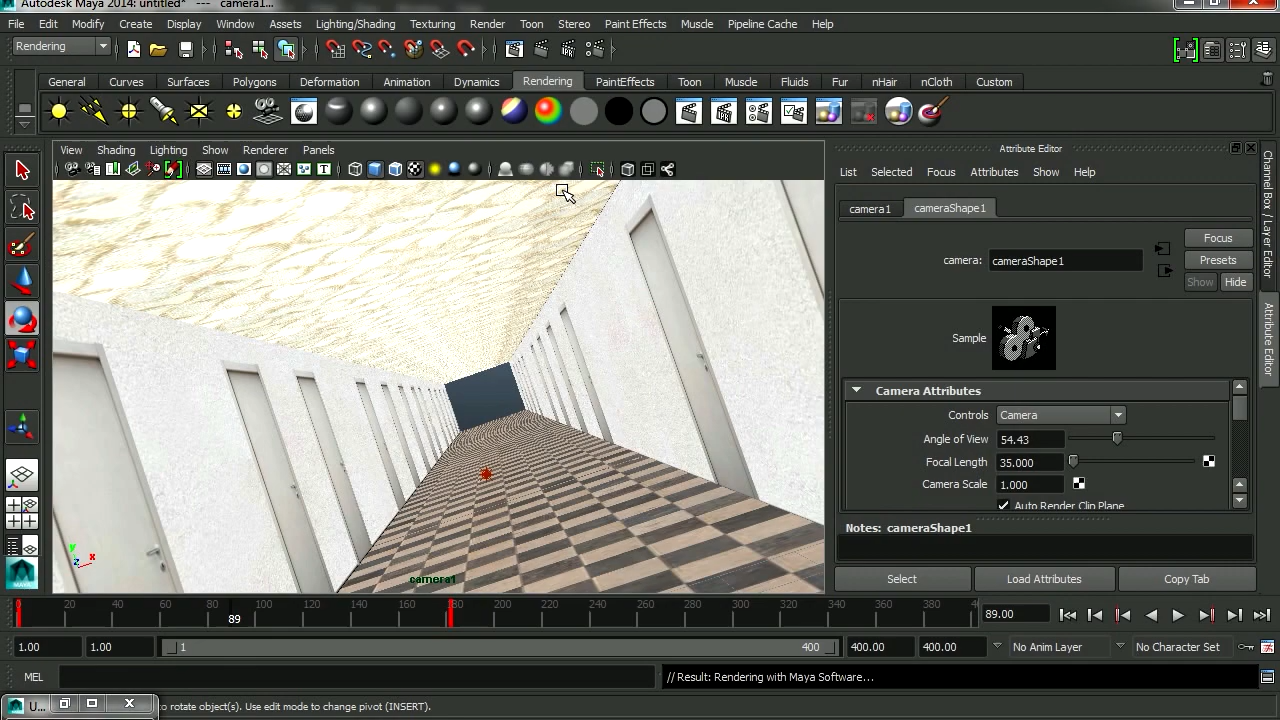 Autodesk Maya 2014: untitled* --- camera1...
File Edit Modify Create Display Window Assets Lighting/Shading Texturing Render Toon Stereo Paint Effects Muscle Pipeline Cache Help
Rendering
General Curves Surfaces Polygons Deformation Animation Dynamics Rendering PaintEffects Toon Muscle Fluids Fur nHair nCloth Custom
View Shading Lighting Show Renderer Panels
Attribute Editor
List Selected Focus Attributes Show Help
camera1 cameraShape1
Focus
camera: cameraShape1
Presets
Show Hide
Sample
Camera Attributes
Controls Camera
Angle of View 54.43
Focal Length 35.000
Camera Scale 1.000
Auto Render Clip Plane
Notes: cameraShape1
Select Load Attributes Copy Tab
Channel Box / Layer Editor
Attribute Editor
y
z x
camera1
MAYA
0 20 40 60 80 89 100 120 140 160 180 200 220 240 260 280 300 320 340 360 380
89.00
1.00 1.00 1 400 400.00 400.00 No Anim Layer No Character Set
MEL // Result: Rendering with Maya Software...
U... o rotate object(s). Use edit mode to change pivot (INSERT).